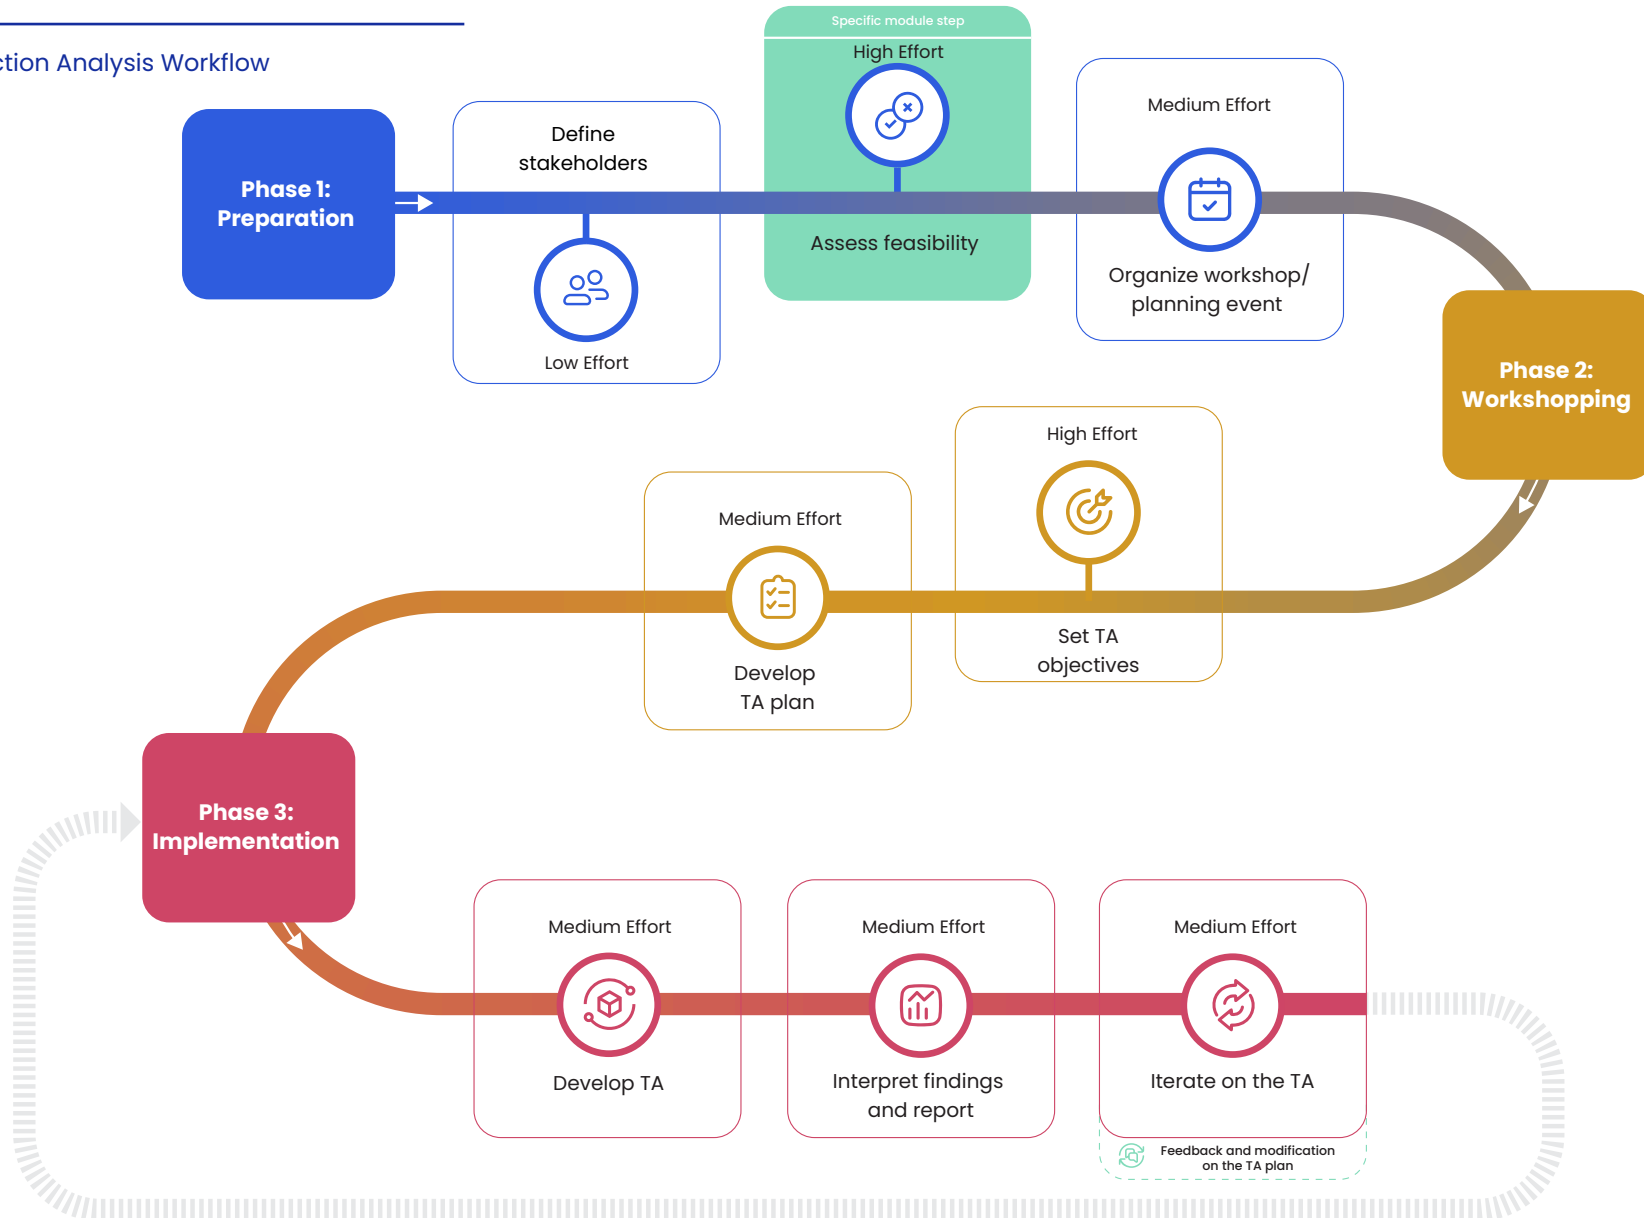 Analysis Workflow
Specific module step
High Effort
Define
stakeholders
Medium Effort
Phase 1:
Preparation
Assess feasibility
Organize workshop/
planning event
Low Effort
Phase 2:
Workshopping
High Effort
Medium Effort
Set TA
objectives
Develop
TA plan
Phase 3:
Implementation
Medium Effort
Medium Effort
Medium Effort
Develop TA
Interpret findings
and report
Iterate on the TA
Feedback and modification
on the TA plan